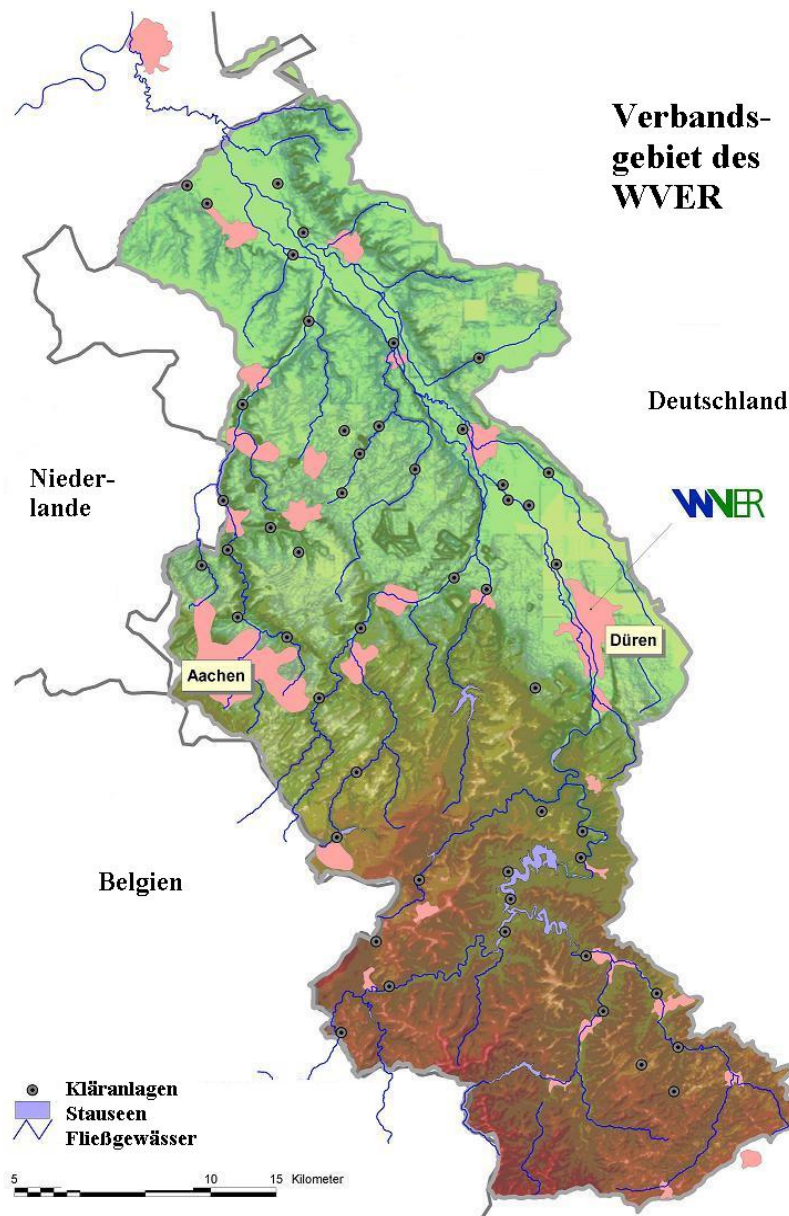 Verbands-
gebiet des
WVER
Deutschland
Nieder-
lande
WVER
Düren
Aachen
Belgien
Kläranlagen
Stauseen
Fließgewässer
5 10 15 Kilometer